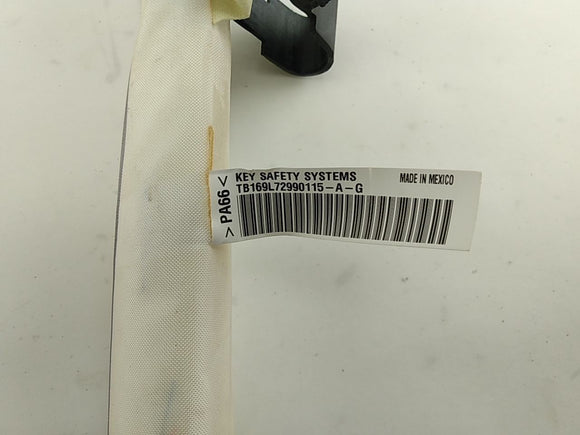 KEY SAFETY SYSTEMS MADE IN MEXICO
TB169L72990115-A-G
>PA66<